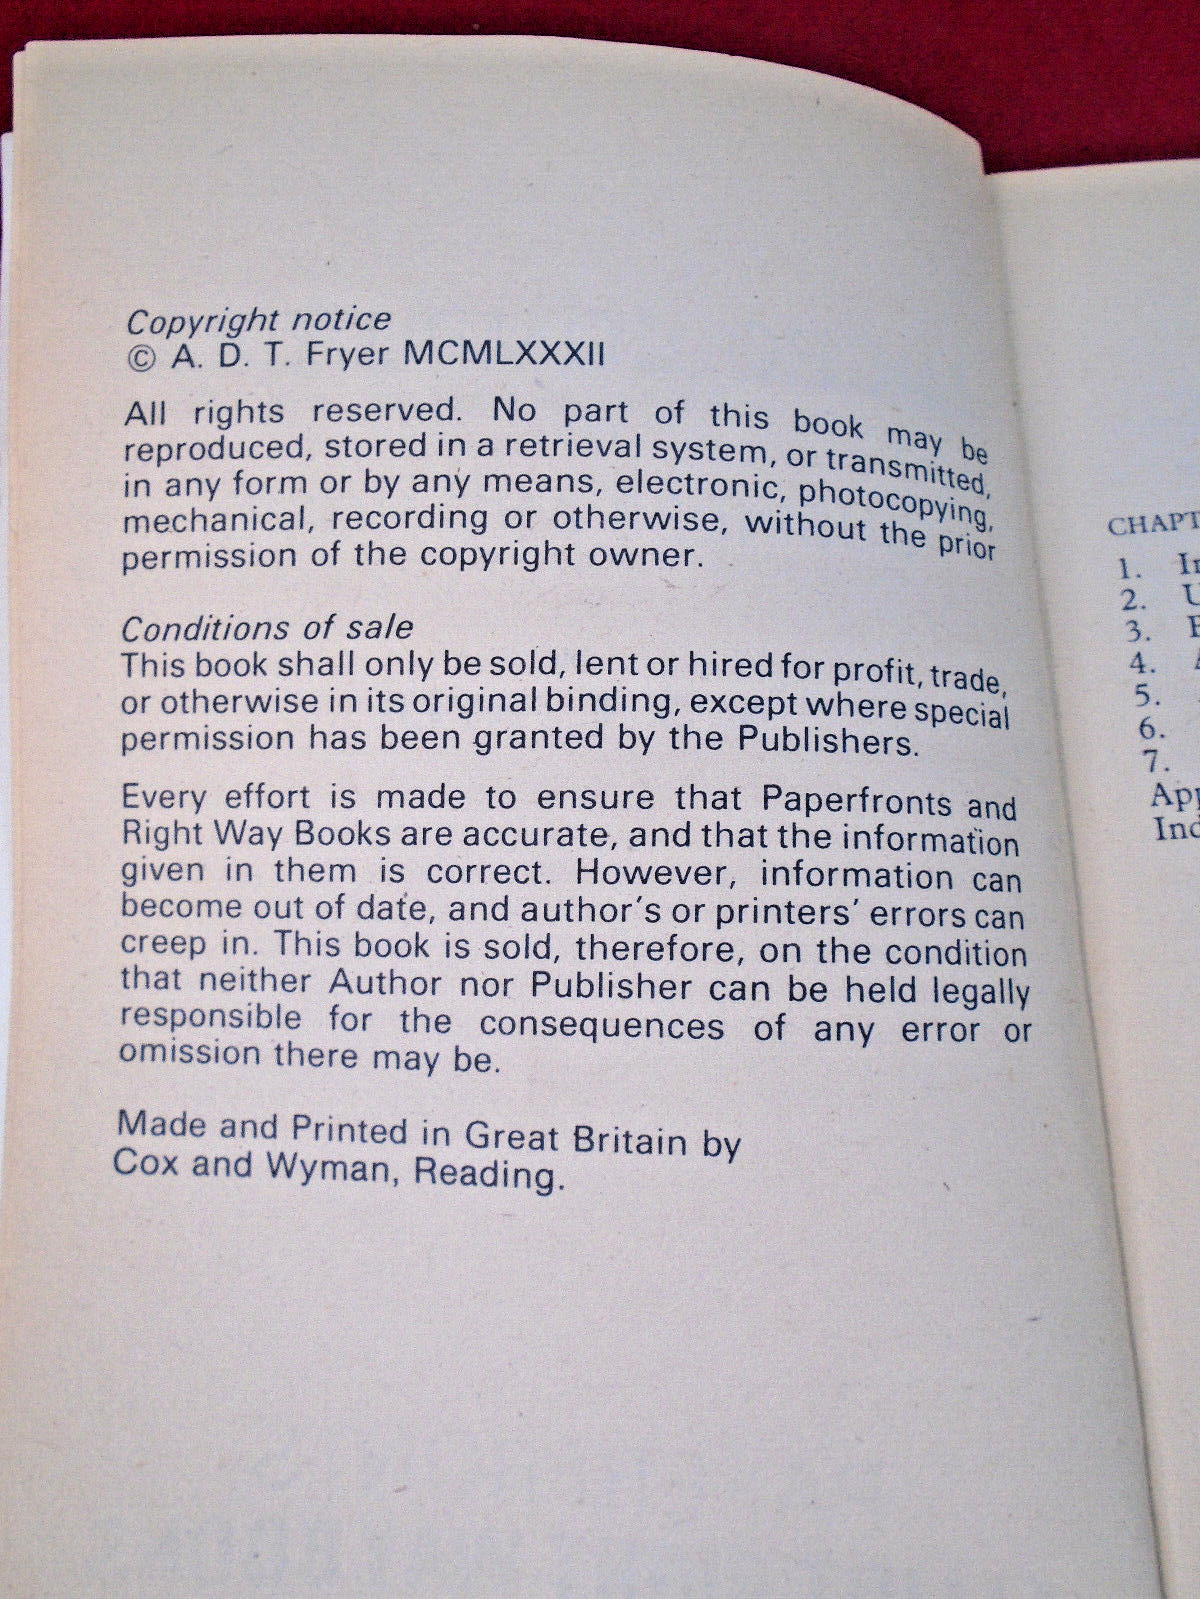 Copyright notice
© A. D. T. Fryer MCMLXXXII
All rights reserved. No part of this book may be
reproduced, stored in a retrieval system, or transmitted,
in any form or by any means, electronic, photocopying,
mechanical, recording or otherwise, without the prior
permission of the copyright owner.
Conditions of sale
This book shall only be sold, lent or hired for profit, trade,
or otherwise in its original binding, except where special
permission has been granted by the Publishers.
Every effort is made to ensure that Paperfronts and
Right Way Books are accurate, and that the information
given in them is correct. However, information can
become out of date, and author's or printers' errors can
creep in. This book is sold, therefore, on the condition
that neither Author nor Publisher can be held legally
responsible for the consequences of any error or
omission there may be.
Made and Printed in Great Britain by
Cox and Wyman, Reading.
1.
2.
3.
4.
5.
6.
7.